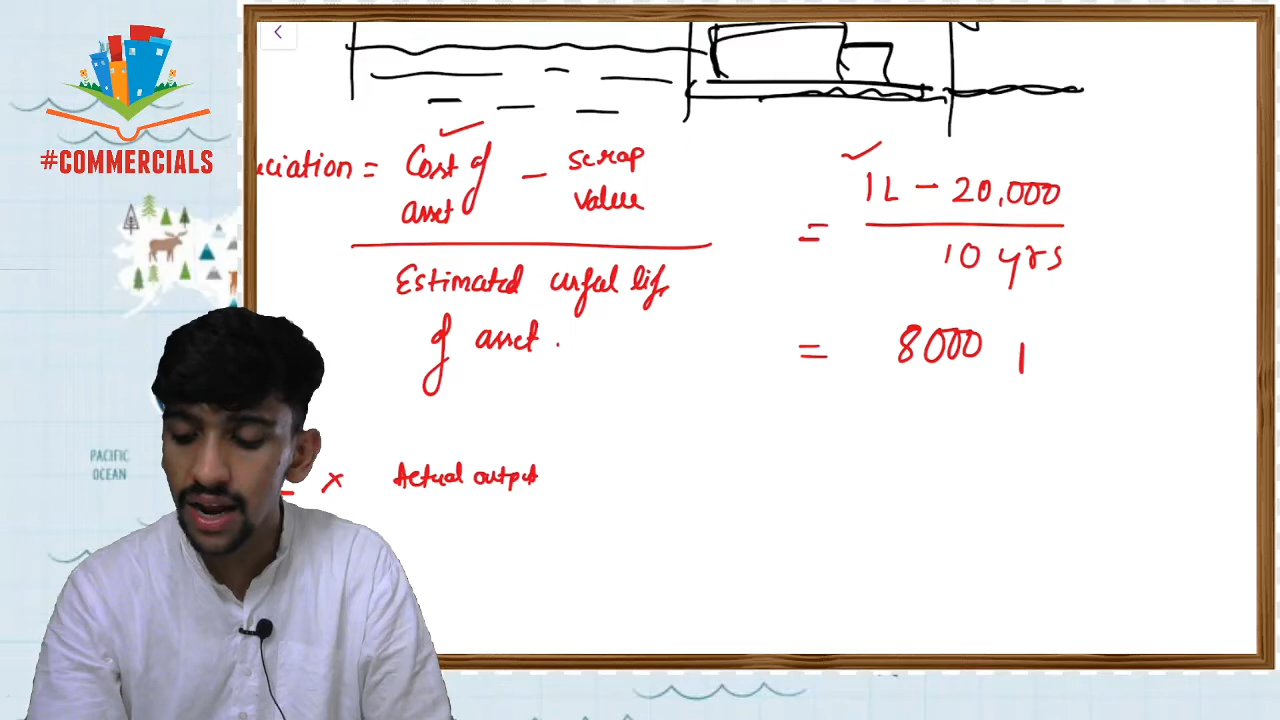 #COMMERCIALS
ciation = Cost of asset - scrap value
Estimated useful life
of asset.
= 1L - 20,000
10 yrs
= 8000 |
x Actual output
PACIFIC
OCEAN